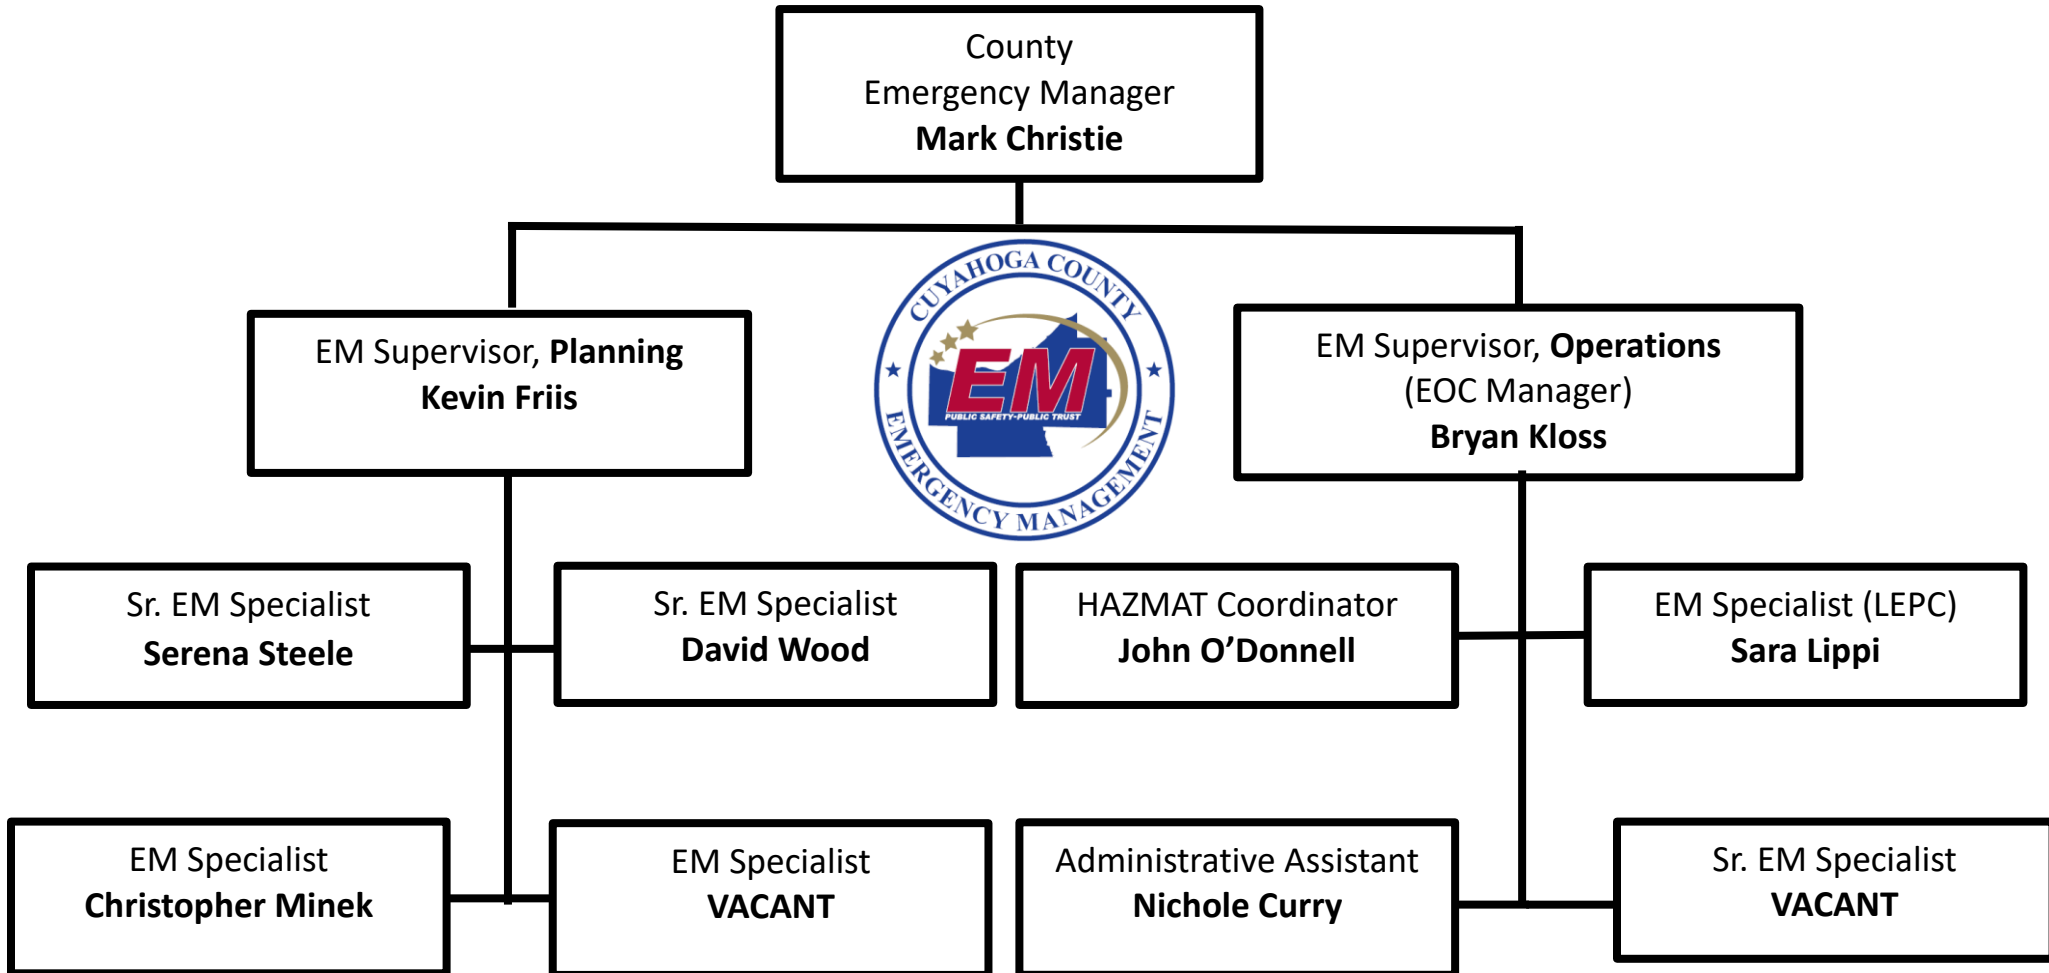 County
Emergency Manager
Mark Christie
CUYAHOGA COUNTY
EM
PUBLIC SAFETY-PUBLIC TRUST
EMERGENCY MANAGEMENT
EM Supervisor, Planning
Kevin Friis
EM Supervisor, Operations
(EOC Manager)
Bryan Kloss
Sr. EM Specialist
Serena Steele
Sr. EM Specialist
David Wood
HAZMAT Coordinator
John O’Donnell
EM Specialist (LEPC)
Sara Lippi
EM Specialist
Christopher Minek
EM Specialist
VACANT
Administrative Assistant
Nichole Curry
Sr. EM Specialist
VACANT